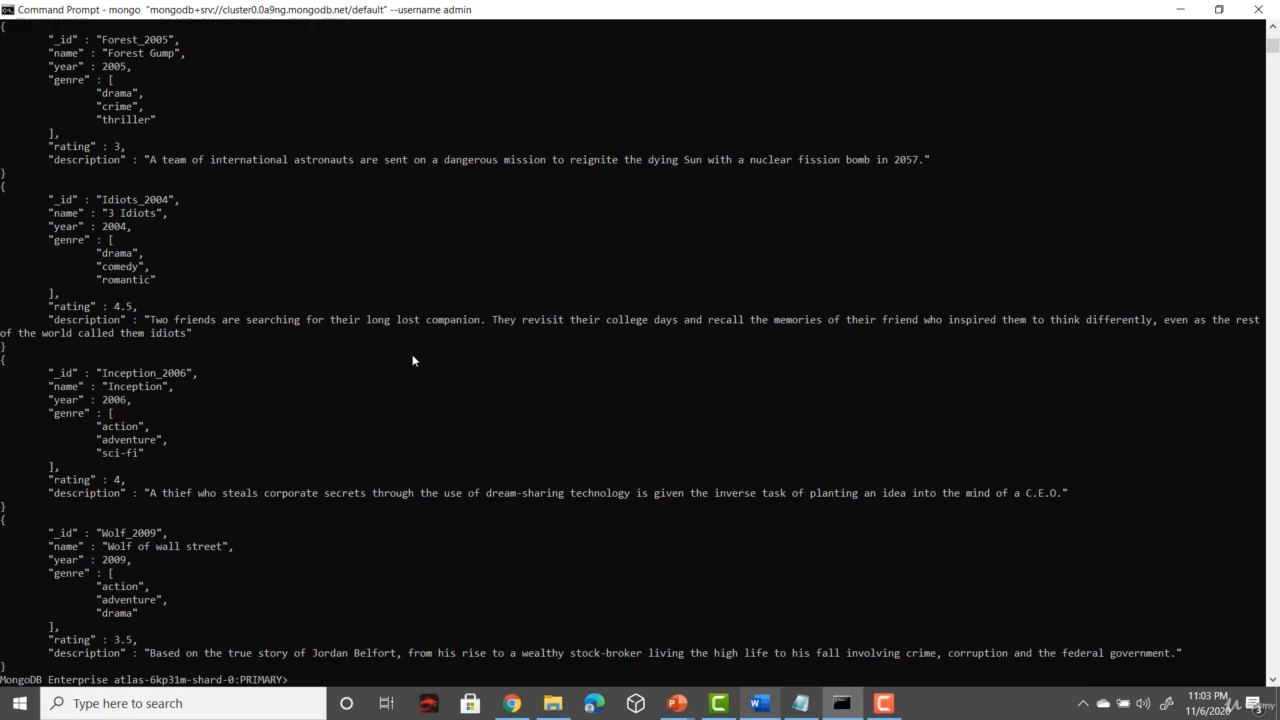 Command Prompt - mongo "mongodb+srv://cluster0.0a9ng.mongodb.net/default" --username admin
{
"_id" : "Forest_2005",
"name" : "Forest Gump",
"year" : 2005,
"genre" : [
"drama",
"crime",
"thriller"
],
"rating" : 3,
"description" : "A team of international astronauts are sent on a dangerous mission to reignite the dying Sun with a nuclear fission bomb in 2057."
}
{
"_id" : "Idiots_2004",
"name" : "3 Idiots",
"year" : 2004,
"genre" : [
"drama",
"comedy",
"romantic"
],
"rating" : 4.5,
"description" : "Two friends are searching for their long lost companion. They revisit their college days and recall the memories of their friend who inspired them to think differently, even as the rest
of the world called them idiots"
}
{
"_id" : "Inception_2006",
"name" : "Inception",
"year" : 2006,
"genre" : [
"action",
"adventure",
"sci-fi"
],
"rating" : 4,
"description" : "A thief who steals corporate secrets through the use of dream-sharing technology is given the inverse task of planting an idea into the mind of a C.E.O."
}
{
"_id" : "Wolf_2009",
"name" : "Wolf of wall street",
"year" : 2009,
"genre" : [
"action",
"adventure",
"drama"
],
"rating" : 3.5,
"description" : "Based on the true story of Jordan Belfort, from his rise to a wealthy stock-broker living the high life to his fall involving crime, corruption and the federal government."
}
MongoDB Enterprise atlas-6kp31m-shard-0:PRIMARY>
Type here to search
11:03 PM
11/6/2020